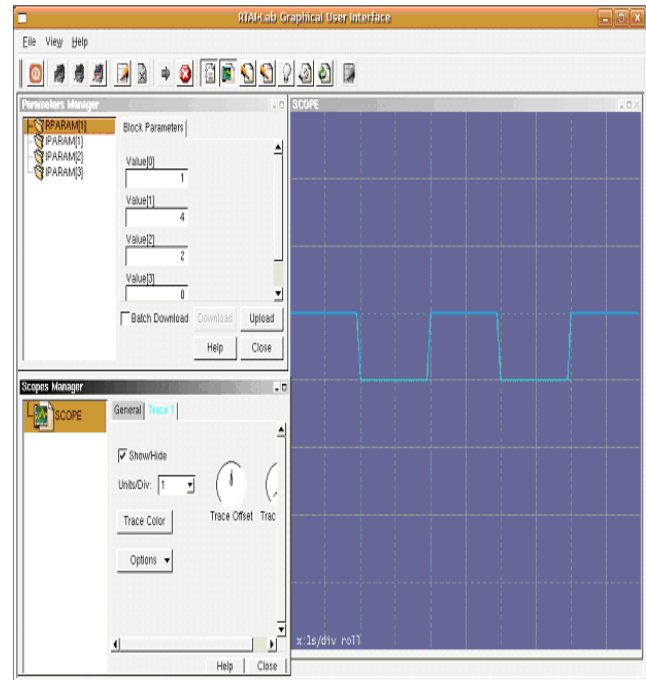 RTAI-Lab Graphical User Interface
File View Help
Parameters Manager
RPARAM[1]
IPARAM[1]
IPARAM[2]
IPARAM[3]
Block Parameters
Value[0]
1
Value[1]
4
Value[2]
2
Value[3]
0
Batch Download Download Upload
Help Close
Scopes Manager
SCOPE
General Trace 1
Show/Hide
Units/Div: 1
Trace Offset Trac
Trace Color
Options
Help Close
SCOPE
x:1s/div roll